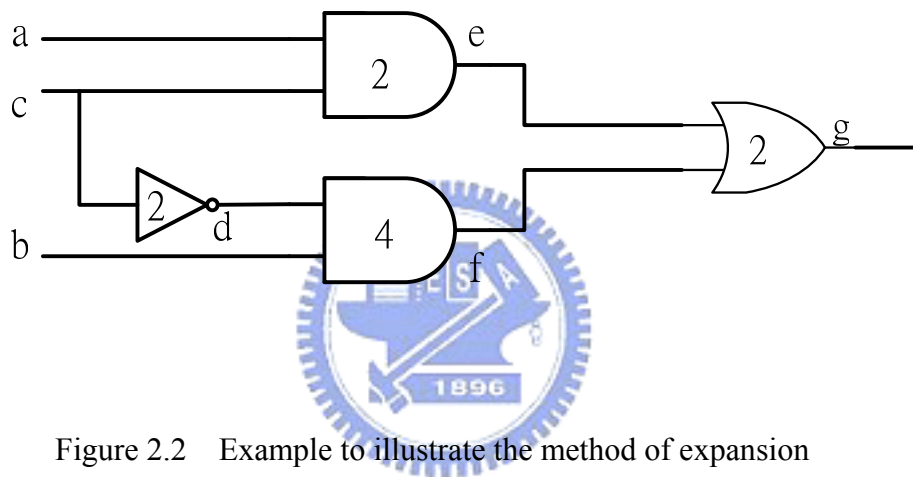 a
e
2
c
2
g
2
d
4
b
f
E S A
1896
Figure 2.2 Example to illustrate the method of expansion